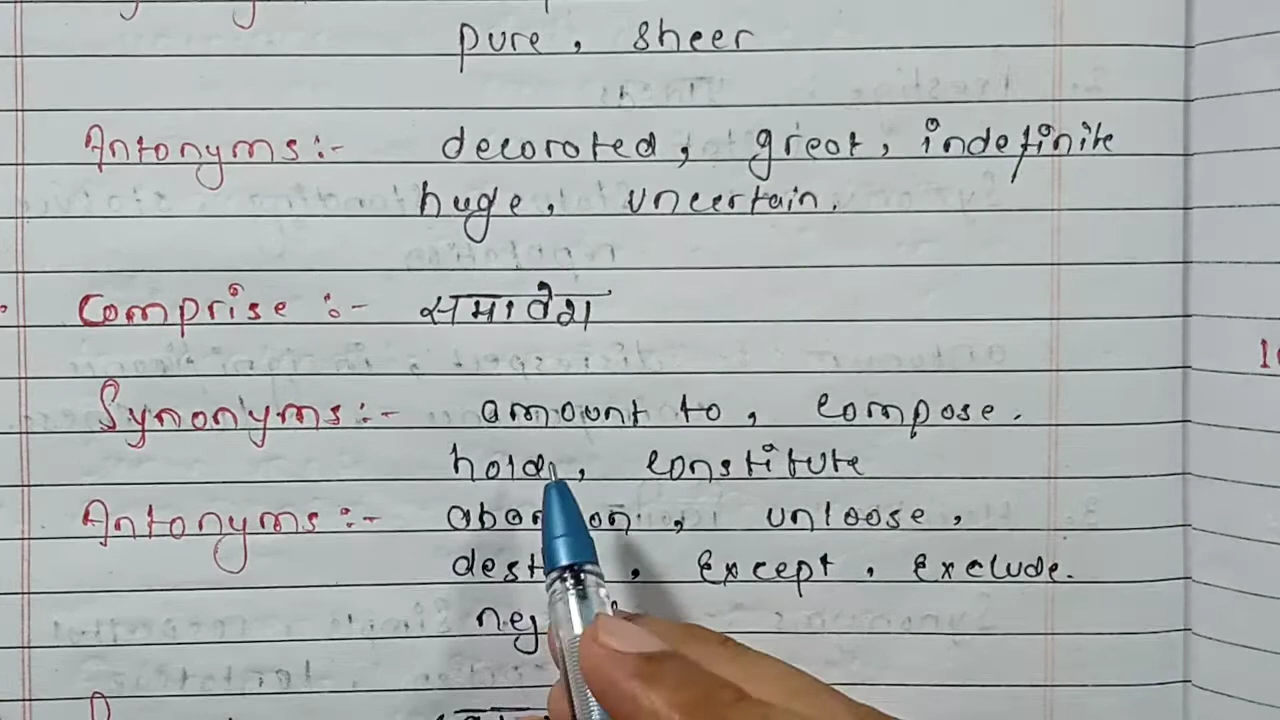 pure, sheer
Antonyms:- decorated, great, indefinite
huge, uncertain.
Comprise :- समावेश
Synonyms:- amount to, compose.
hold, constitute
Antonyms:- unloose,
Except, Exclude.